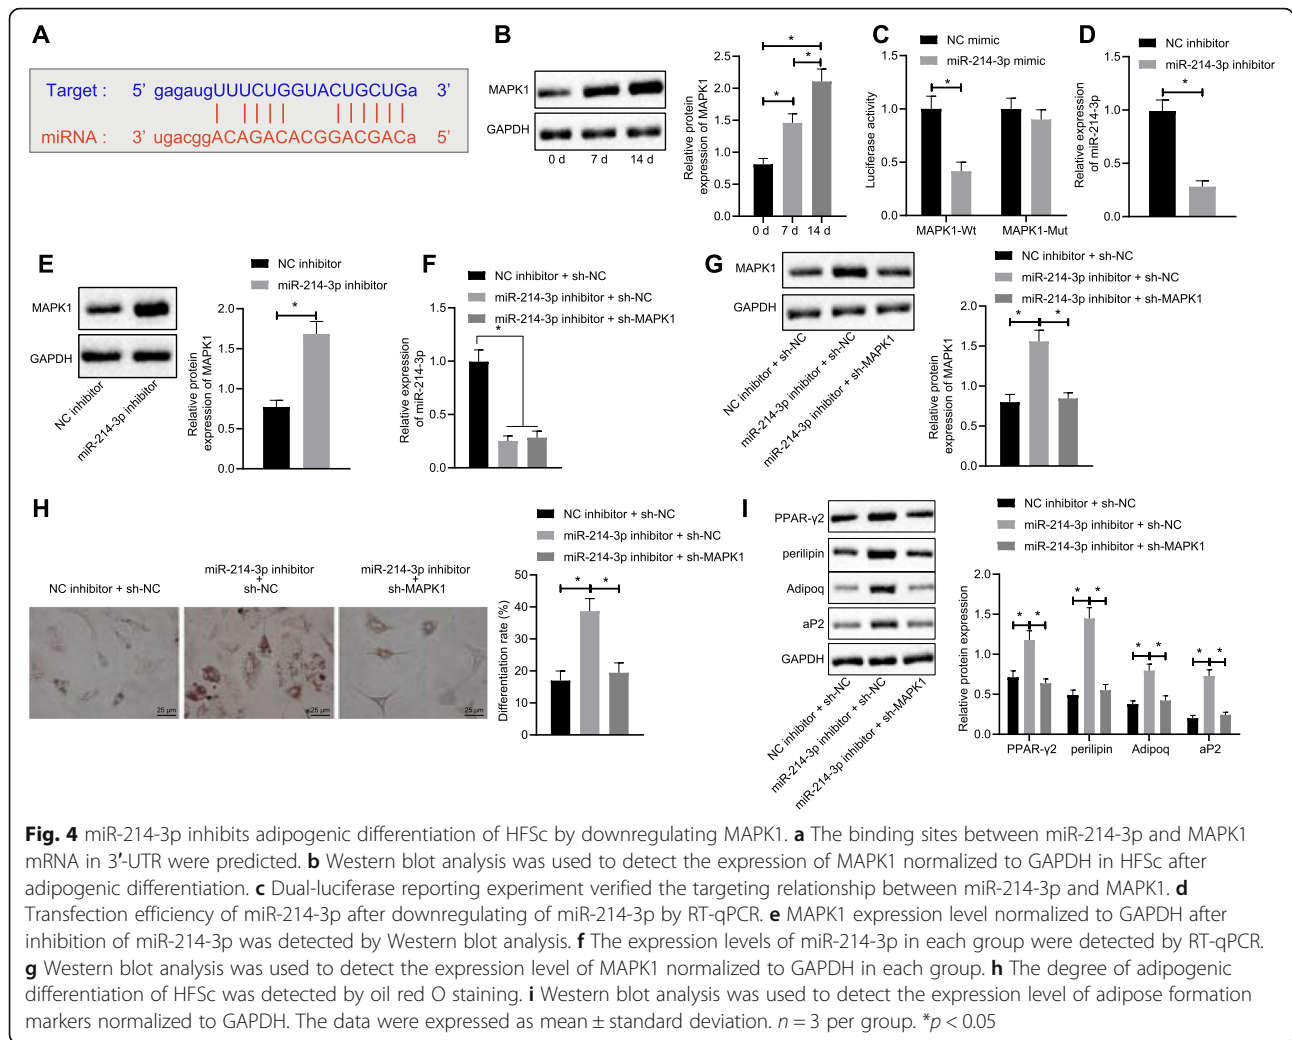 A
Target : 5' gagaugUUUCUGGUACUGCUGa 3'
miRNA : 3' ugacggACAGACACGGACGACa 5'
B
MAPK1
GAPDH
0 d 7 d 14 d
Relative protein
expression of MAPK1
2.5
2.0
1.5
1.0
0.5
0.0
* * *
0 d 7 d 14 d
C
NC mimic
miR-214-3p mimic
Luciferase activity
1.5
1.0
0.5
0.0
*
MAPK1-Wt MAPK1-Mut
D
NC inhibitor
miR-214-3p inhibitor
Relative expression
of miR-214-3p
1.5
1.0
0.5
0.0
*
E
MAPK1
GAPDH
NC inhibitor
miR-214-3p inhibitor
NC inhibitor
miR-214-3p inhibitor
Relative protein
expression of MAPK1
2.0
1.5
1.0
0.5
0.0
*
F
NC inhibitor + sh-NC
miR-214-3p inhibitor + sh-NC
miR-214-3p inhibitor + sh-MAPK1
Relative expression
of miR-214-3p
1.5
1.0
0.5
0.0
*
G
MAPK1
GAPDH
NC inhibitor + sh-NC
miR-214-3p inhibitor + sh-NC
miR-214-3p inhibitor + sh-MAPK1
NC inhibitor + sh-NC
miR-214-3p inhibitor + sh-NC
miR-214-3p inhibitor + sh-MAPK1
Relative protein
expression of MAPK1
2.0
1.5
1.0
0.5
0.0
* *
H
NC inhibitor + sh-NC
miR-214-3p inhibitor
+
sh-NC
miR-214-3p inhibitor
+
sh-MAPK1
25 µm
25 µm
25 µm
NC inhibitor + sh-NC
miR-214-3p inhibitor + sh-NC
miR-214-3p inhibitor + sh-MAPK1
Differentiation rate (%)
50
40
30
20
10
0
* *
I
PPAR-γ2
perilipin
Adipoq
aP2
GAPDH
NC inhibitor + sh-NC
miR-214-3p inhibitor + sh-NC
miR-214-3p inhibitor + sh-MAPK1
NC inhibitor + sh-NC
miR-214-3p inhibitor + sh-NC
miR-214-3p inhibitor + sh-MAPK1
Relative protein expression
2.0
1.5
1.0
0.5
0.0
* * * * * * * *
PPAR-γ2 perilipin Adipoq aP2
Fig. 4 miR-214-3p inhibits adipogenic differentiation of HFSc by downregulating MAPK1. a The binding sites between miR-214-3p and MAPK1
mRNA in 3′-UTR were predicted. b Western blot analysis was used to detect the expression of MAPK1 normalized to GAPDH in HFSc after
adipogenic differentiation. c Dual-luciferase reporting experiment verified the targeting relationship between miR-214-3p and MAPK1. d
Transfection efficiency of miR-214-3p after downregulating of miR-214-3p by RT-qPCR. e MAPK1 expression level normalized to GAPDH after
inhibition of miR-214-3p was detected by Western blot analysis. f The expression levels of miR-214-3p in each group were detected by RT-qPCR.
g Western blot analysis was used to detect the expression level of MAPK1 normalized to GAPDH in each group. h The degree of adipogenic
differentiation of HFSc was detected by oil red O staining. i Western blot analysis was used to detect the expression level of adipose formation
markers normalized to GAPDH. The data were expressed as mean ± standard deviation. n = 3 per group. *p < 0.05